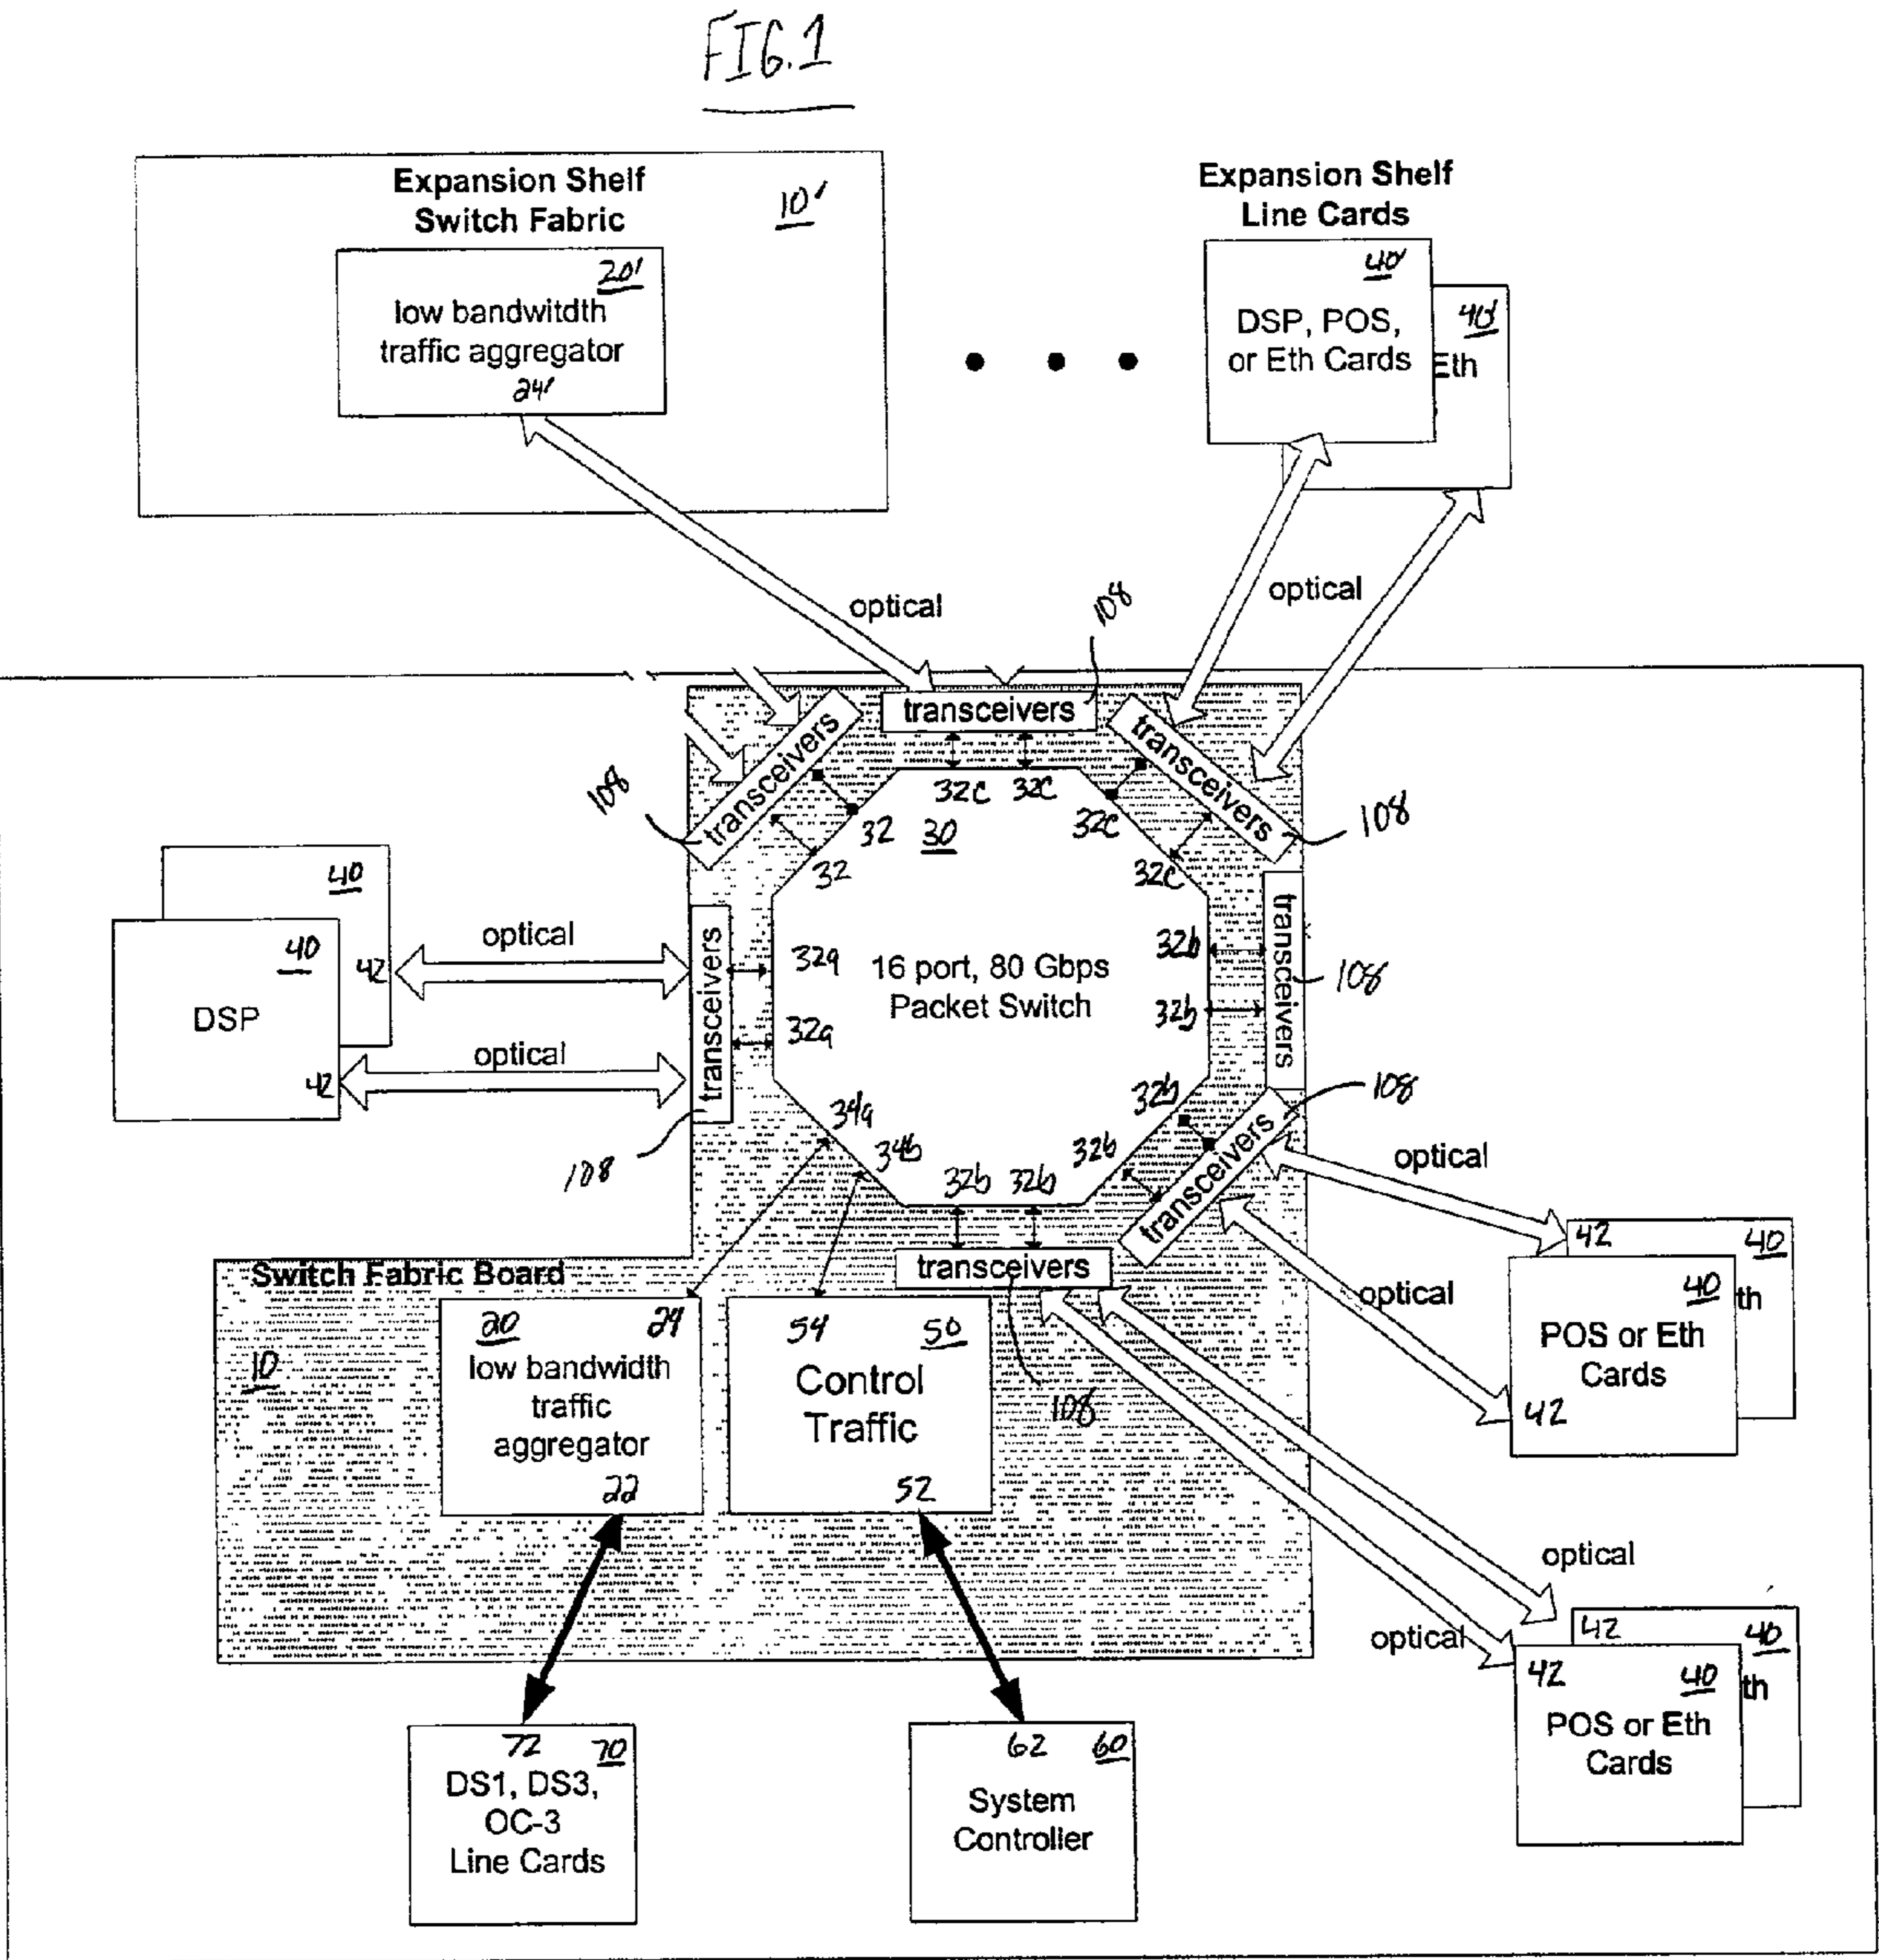 FIG.1
Expansion Shelf
Switch Fabric
10'
20'
low bandwitdth
traffic aggregator
24'
Expansion Shelf
Line Cards
40'
DSP, POS,
or Eth Cards
40'
Eth
optical
108
optical
transceivers
transceivers
transceivers
108
32c
32c
32c
108
32
30
32
32c
40
40
DSP
42
42
optical
optical
transceivers
108
32a
32a
16 port, 80 Gbps
Packet Switch
32b
32b
transceivers
108
34a
34b
32b
32b
32b
32b
108
transceivers
transceivers
108
optical
optical
42
40
40
th
POS or Eth
Cards
42
Switch Fabric Board
10
20
24
low bandwidth
traffic
aggregator
22
54
50
Control
Traffic
52
optical
optical
42
40
42
40
th
POS or Eth
Cards
72
70
DS1, DS3,
OC-3
Line Cards
62
60
System
Controller